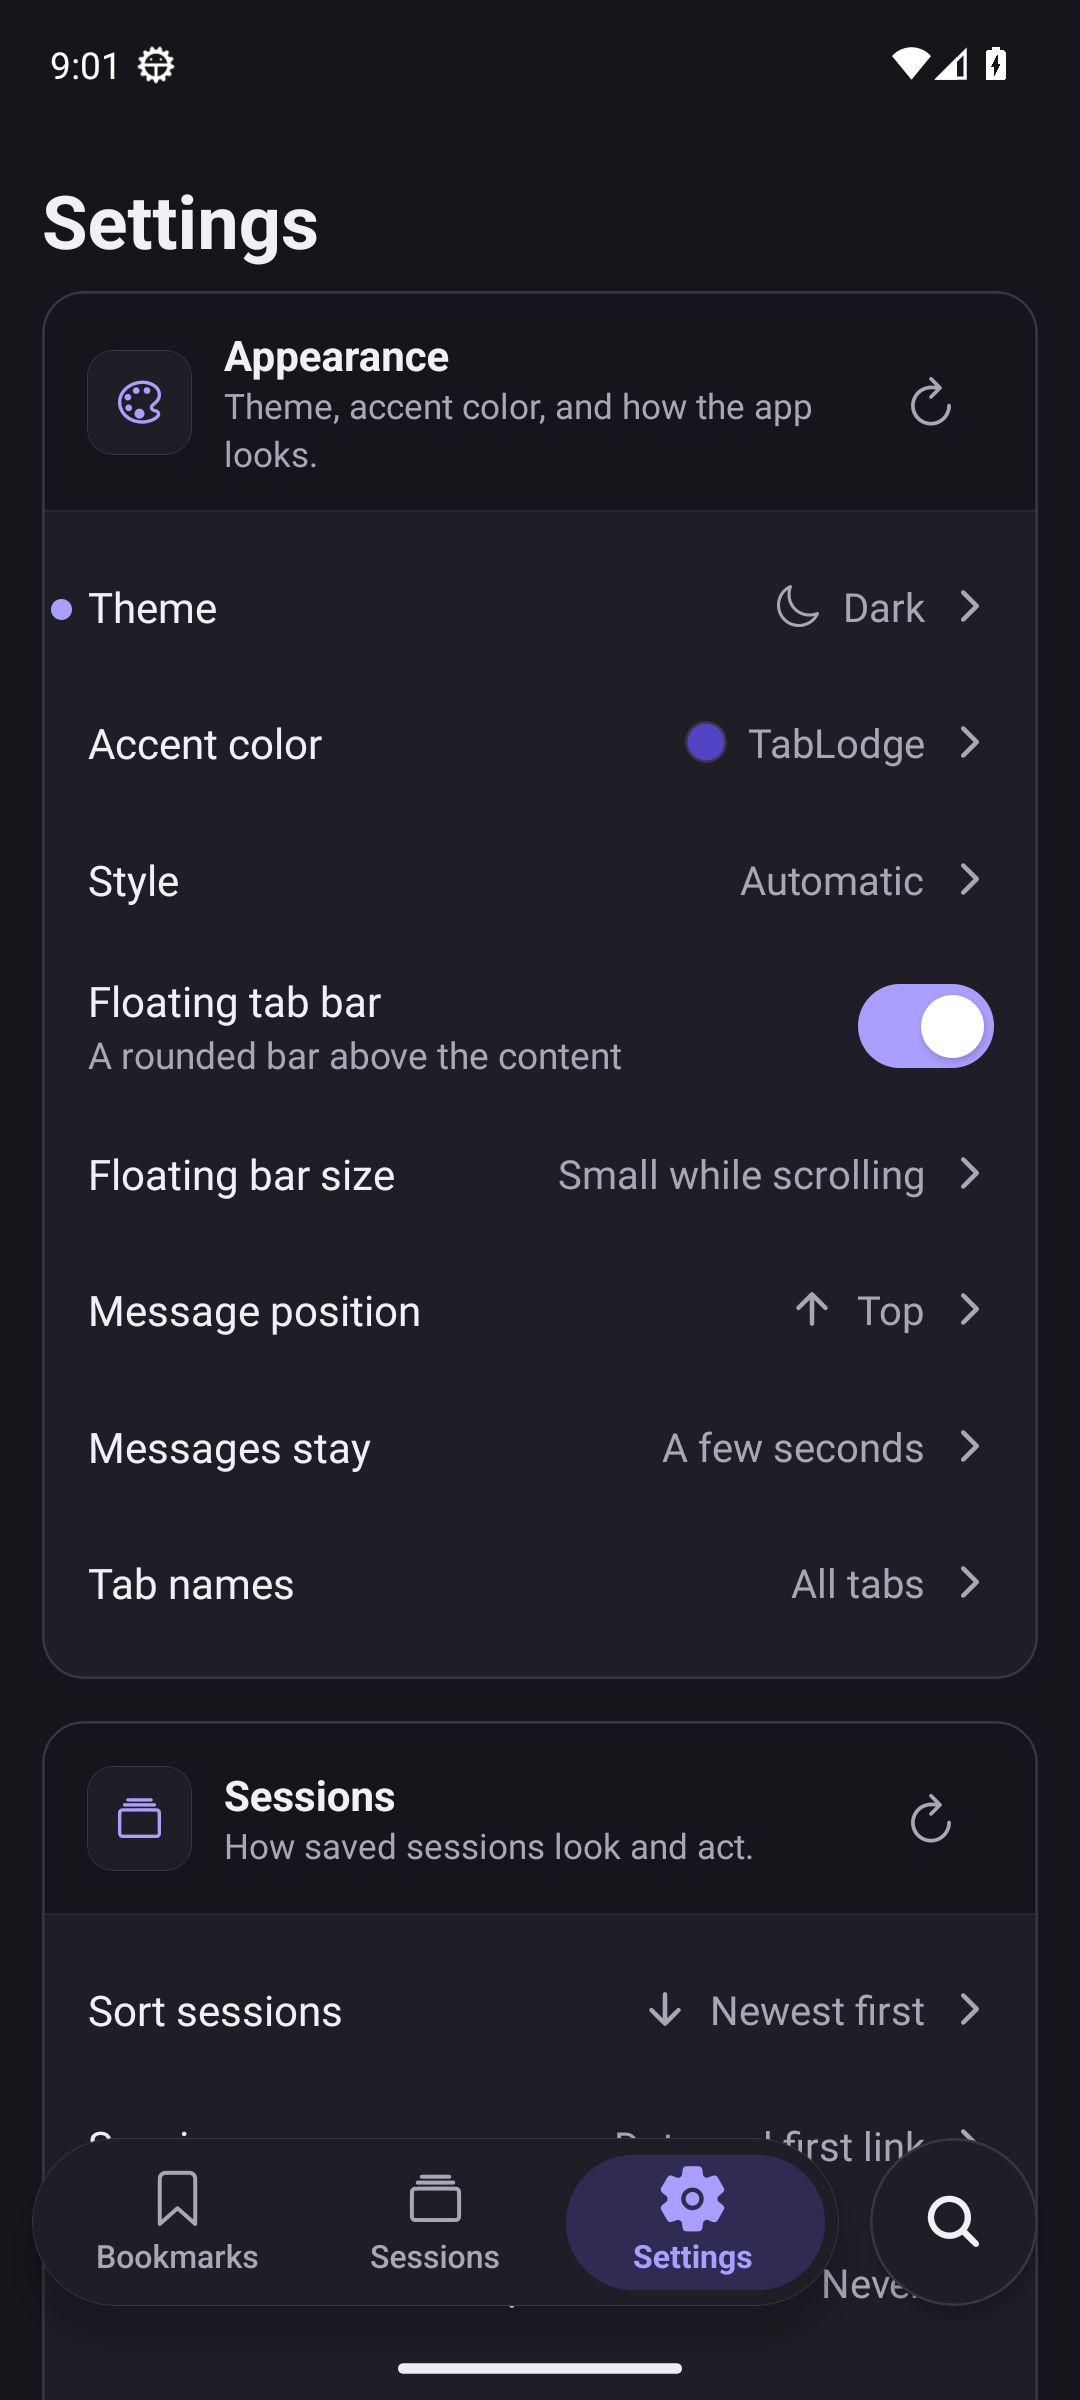 9:01
Settings
Appearance
Theme, accent color, and how the app
looks.
Theme
Dark
Accent color
TabLodge
Style
Automatic
Floating tab bar
A rounded bar above the content
Floating bar size
Small while scrolling
Message position
Top
Messages stay
A few seconds
Tab names
All tabs
Sessions
How saved sessions look and act.
Sort sessions
Newest first
first link
Bookmarks
Sessions
Settings